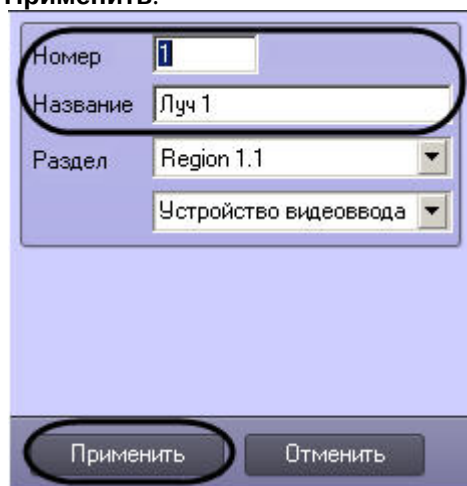 Применить.
Номер 1
Название Луч 1
Раздел Region 1.1
Устройство видеоввода
Применить Отменить